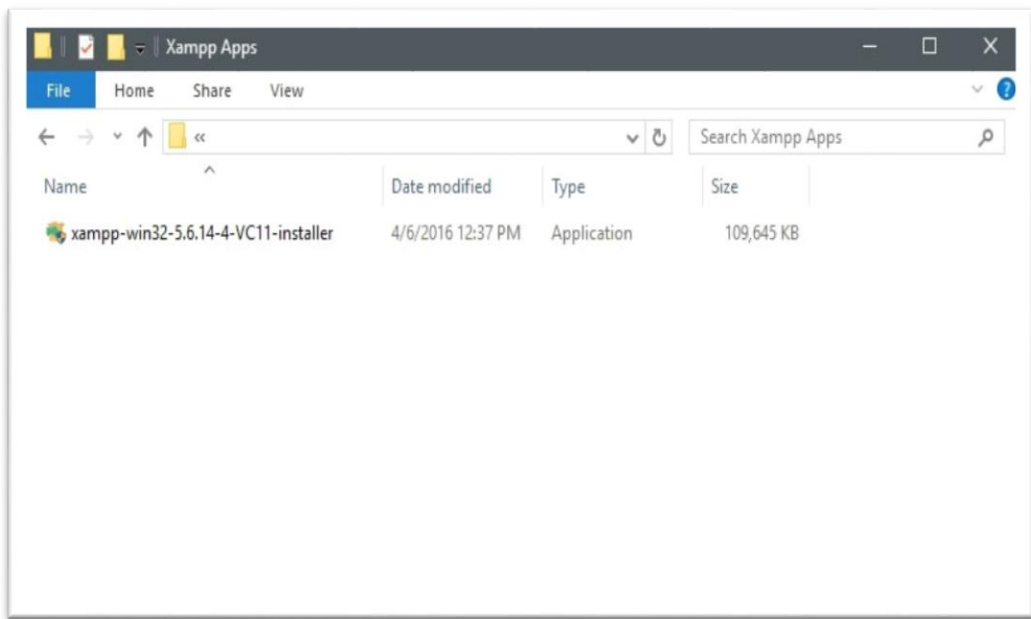 Xampp Apps
File Home Share View
« Search Xampp Apps
Name Date modified Type Size
xampp-win32-5.6.14-4-VC11-installer 4/6/2016 12:37 PM Application 109,645 KB